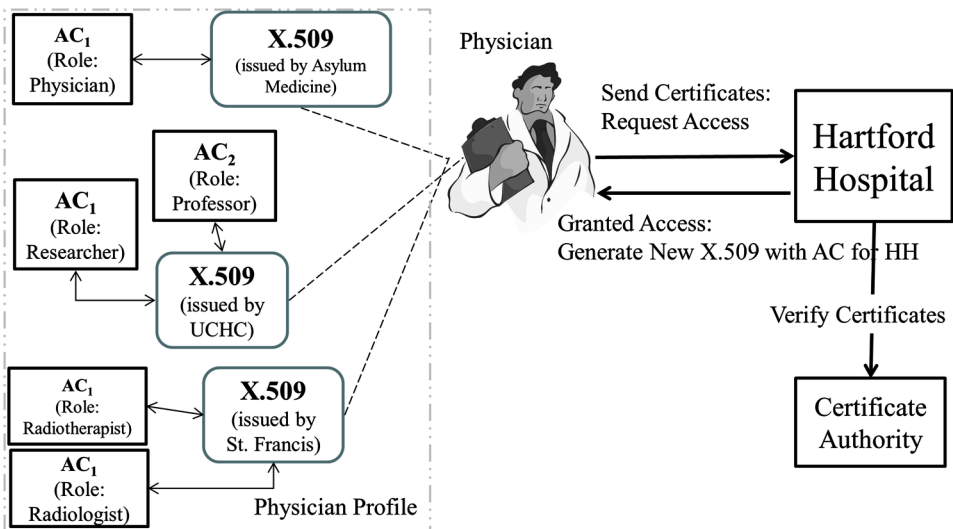 AC1
(Role:
Physician)
X.509
(issued by Asylum
Medicine)
AC2
(Role:
Professor)
AC1
(Role:
Researcher)
X.509
(issued by
UCHC)
AC1
(Role:
Radiotherapist)
X.509
(issued by
St. Francis)
AC1
(Role:
Radiologist)
Physician Profile
Physician
Send Certificates:
Request Access
Hartford
Hospital
Granted Access:
Generate New X.509 with AC for HH
Verify Certificates
Certificate
Authority